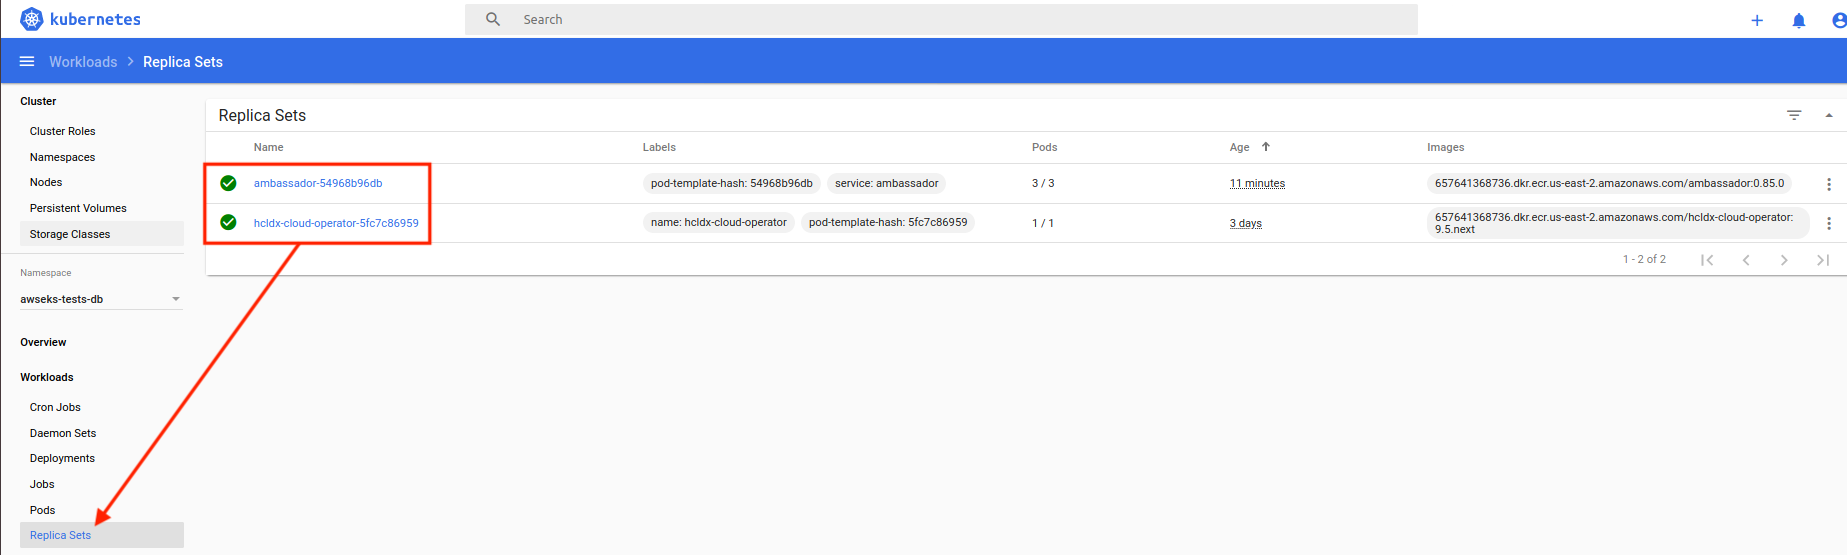 kubernetes
Search
Workloads > Replica Sets
Cluster
Cluster Roles
Namespaces
Nodes
Persistent Volumes
Storage Classes
Namespace
awseks-tests-db
Overview
Workloads
Cron Jobs
Daemon Sets
Deployments
Jobs
Pods
Replica Sets
Replica Sets
Name Labels Pods Age Images
ambassador-54968b96db pod-template-hash: 54968b96db service: ambassador 3 / 3 11 minutes 657641368736.dkr.ecr.us-east-2.amazonaws.com/ambassador:0.85.0
hcldx-cloud-operator-5fc7c86959 name: hcldx-cloud-operator pod-template-hash: 5fc7c86959 1 / 1 3 days 657641368736.dkr.ecr.us-east-2.amazonaws.com/hcldx-cloud-operator:
9.5.next
1 - 2 of 2